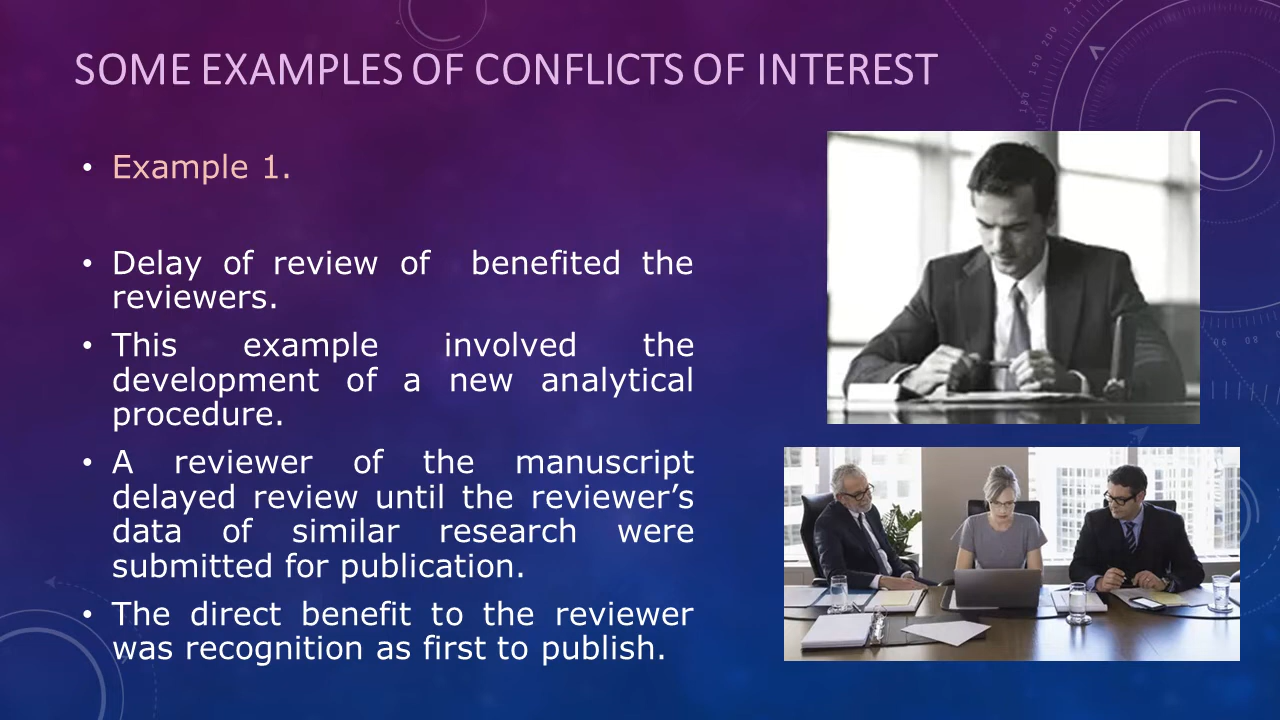 SOME EXAMPLES OF CONFLICTS OF INTEREST
• Example 1.
• Delay of review of benefited the
reviewers.
• This example involved the
development of a new analytical
procedure.
• A reviewer of the manuscript
delayed review until the reviewer’s
data of similar research were
submitted for publication.
• The direct benefit to the reviewer
was recognition as first to publish.